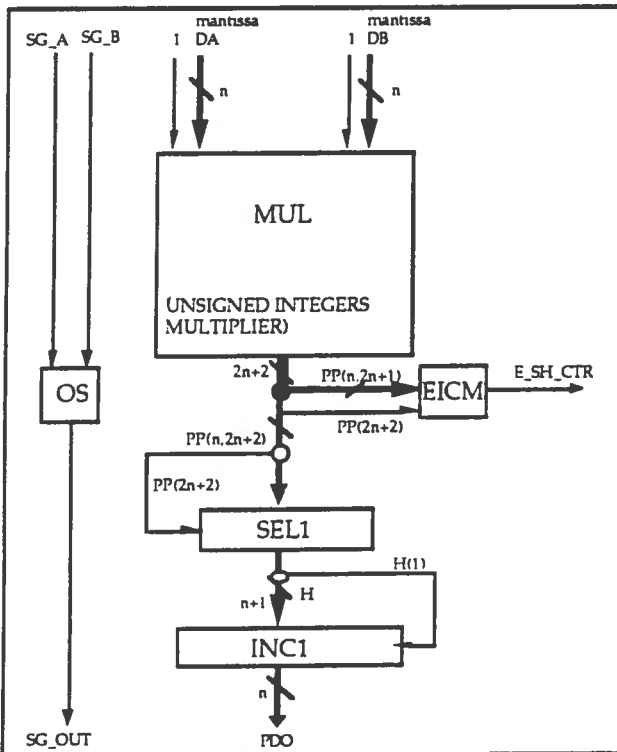 SG_A
SG_B
1
mantissa
DA
n
1
mantissa
DB
n
MUL
UNSIGNED INTEGERS
MULTIPLIER)
2n+2
PP(n,2n+1)
EICM
E_SH_CTR
OS
PP(2n+2)
PP(n,2n+2)
PP(2n+2)
SEL1
H(1)
H
n+1
INC1
n
SG_OUT
PDO